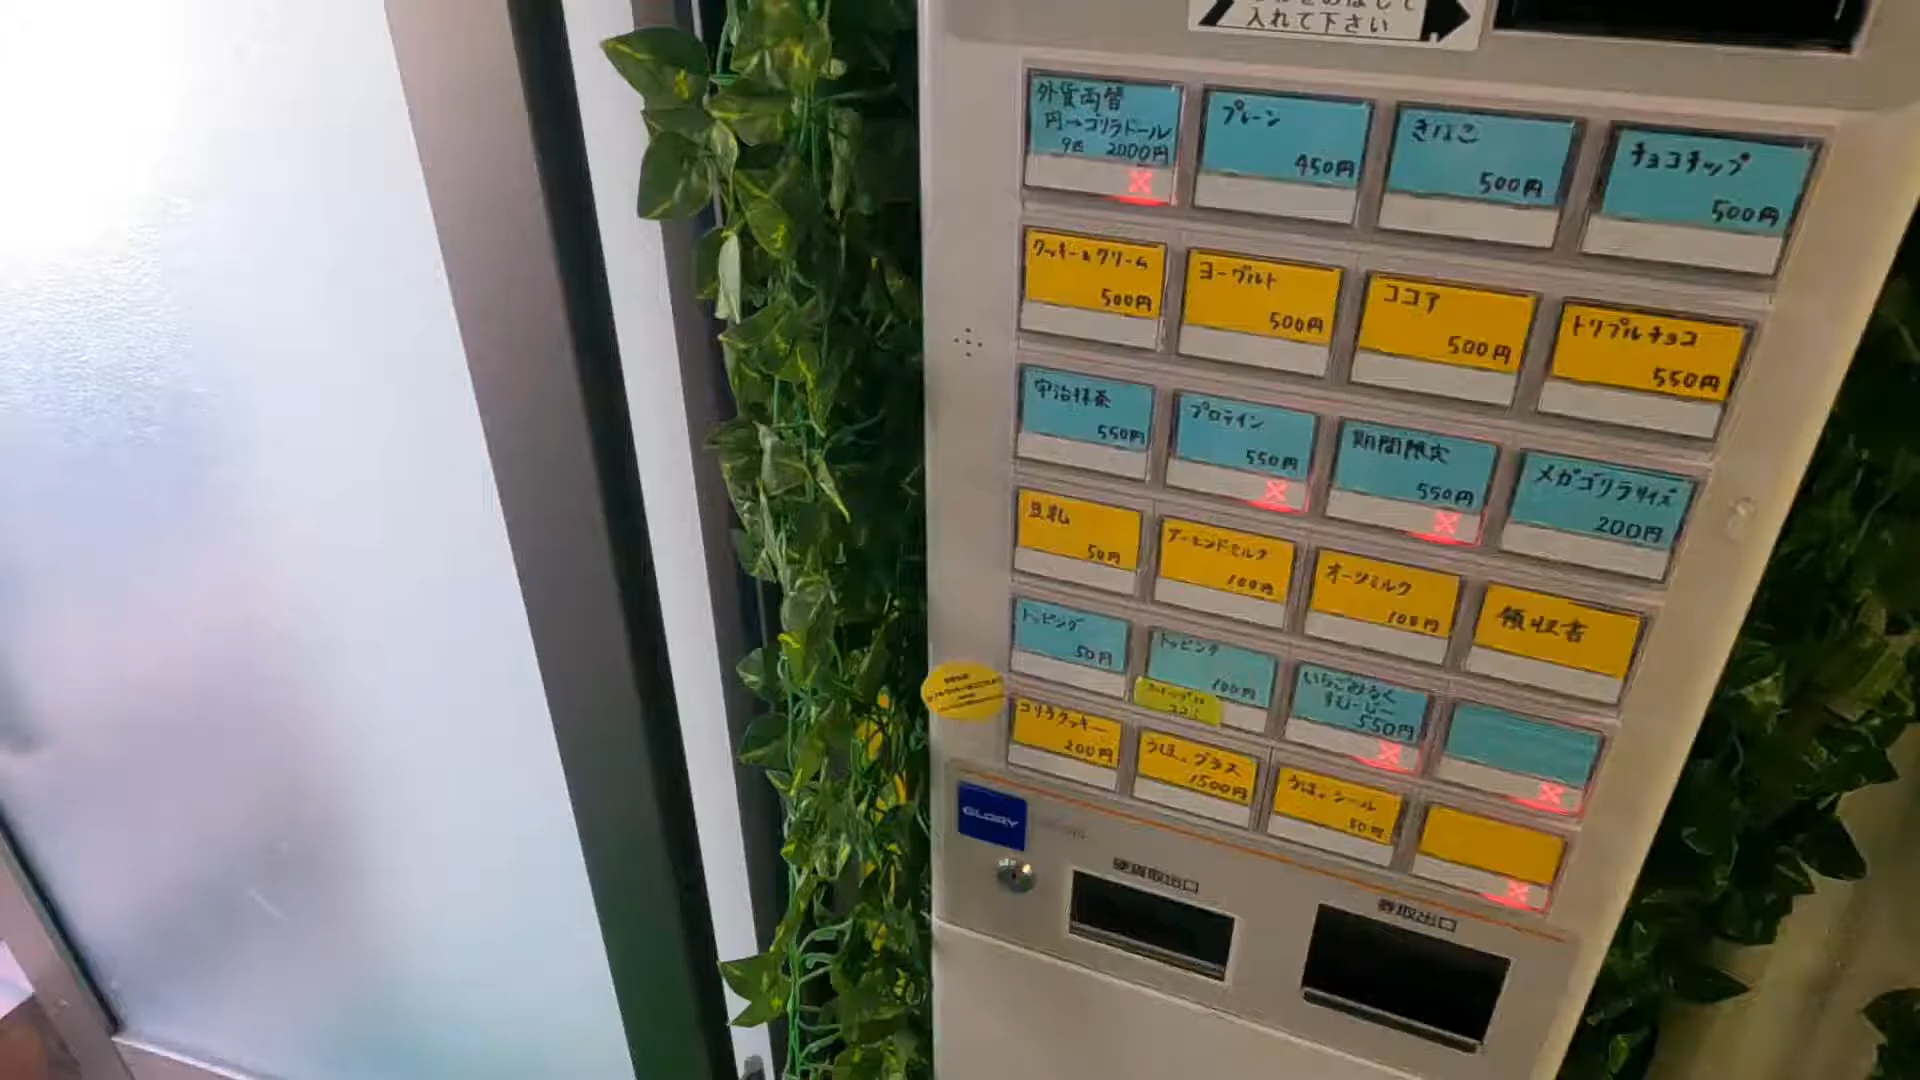 入れて下さい
外貨両替
円→ゴリラドール
9匹 2000円
プレーン
450円
きなこ
500円
チョコチップ
500円
クッキー&クリーム
500円
ヨーグルト
500円
ココア
500円
トリプルチョコ
550円
宇治抹茶
550円
プロテイン
550円
期間限定
550円
メガゴリラサイズ
200円
豆乳
50円
アーモンドミルク
100円
オーツミルク
100円
領収書
トッピング
50円
トッピング
100円
いちごみるく
すむーじー
550円
ゴリラクッキー
200円
うほ。グラス
1500円
うほ。シール
50円
GLORY
硬貨取出口
券取出口